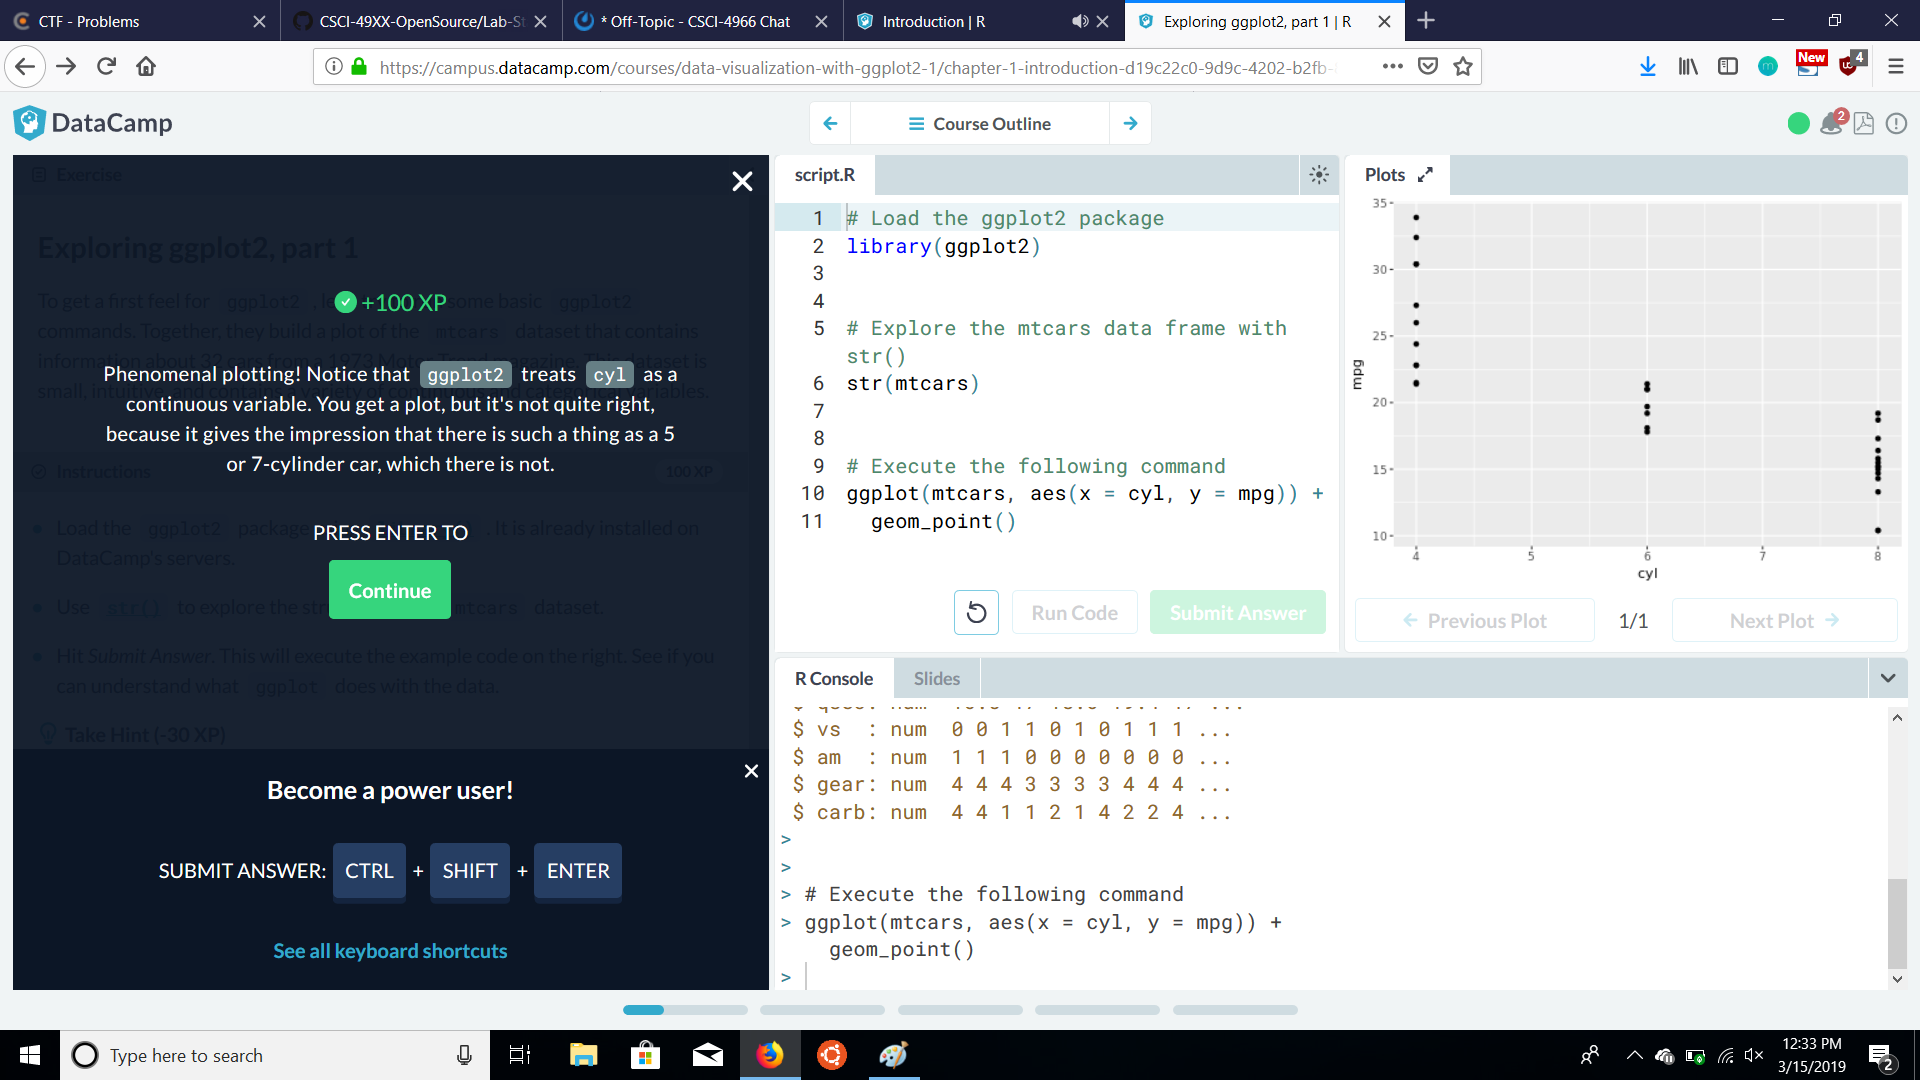 CTF - Problems
CSCI-49XX-OpenSource/Lab-St
* Off-Topic - CSCI-4966 Chat
Introduction | R
Exploring ggplot2, part 1 | R
https://campus.datacamp.com/courses/data-visualization-with-ggplot2-1/chapter-1-introduction-d19c22c0-9d9c-4202-b2fb-
New
4
DataCamp
Course Outline
2
Exercise
Exploring ggplot2, part 1
To get a first feel for ggplot2, le some basic ggplot2
commands. Together, they build a plot of the mtcars dataset that contains
information about 32 cars from a 1973 Motor Trend magazine. This dataset is
small, intuitive, and contains a variety of continuous and categorical variables.
+100 XP
Phenomenal plotting! Notice that ggplot2 treats cyl as a
continuous variable. You get a plot, but it's not quite right,
because it gives the impression that there is such a thing as a 5
or 7-cylinder car, which there is not.
Instructions
100 XP
Load the ggplot2 package . It is already installed on
DataCamp's servers.
PRESS ENTER TO
Continue
Use str() to explore the str mtcars dataset.
Hit Submit Answer. This will execute the example code on the right. See if you
can understand what ggplot does with the data.
Take Hint (-30 XP)
Become a power user!
SUBMIT ANSWER: CTRL + SHIFT + ENTER
See all keyboard shortcuts
script.R
1 # Load the ggplot2 package
2 library(ggplot2)
3
4
5 # Explore the mtcars data frame with
str()
6 str(mtcars)
7
8
9 # Execute the following command
10 ggplot(mtcars, aes(x = cyl, y = mpg)) +
11 geom_point()
Run Code
Submit Answer
Plots
35
30
25
20
15
10
mpg
4 5 6 7 8
cyl
Previous Plot
1/1
Next Plot
R Console
Slides
$ vs : num 0 0 1 1 0 1 0 1 1 1 ...
$ am : num 1 1 1 0 0 0 0 0 0 0 ...
$ gear: num 4 4 4 3 3 3 3 4 4 4 ...
$ carb: num 4 4 1 1 2 1 4 2 2 4 ...
>
>
> # Execute the following command
> ggplot(mtcars, aes(x = cyl, y = mpg)) +
geom_point()
>
Type here to search
12:33 PM
3/15/2019
2